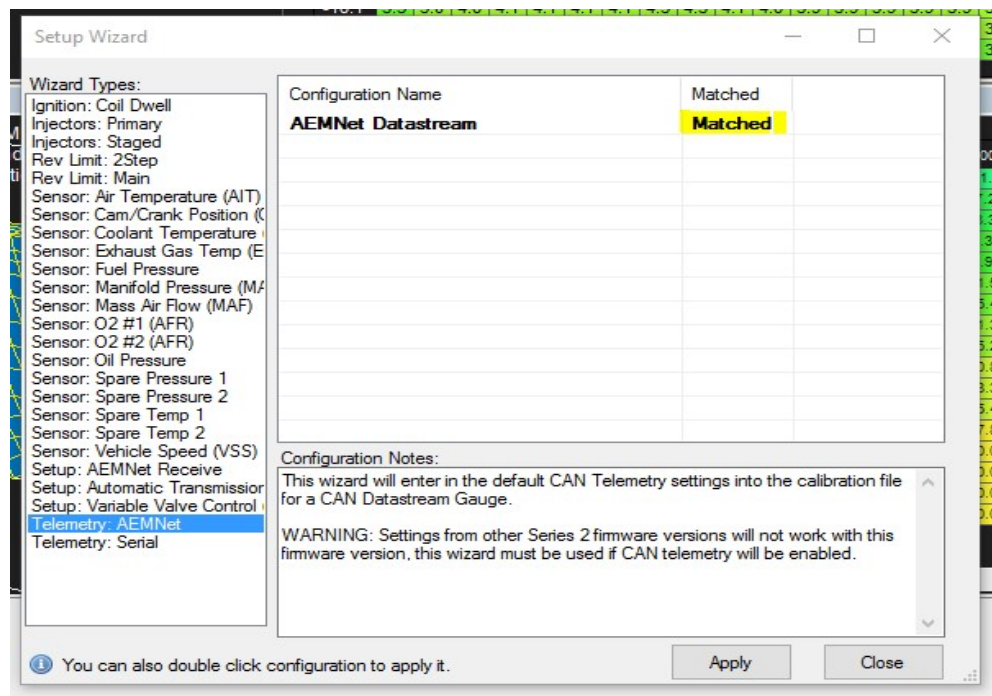 Setup Wizard
Wizard Types:
Ignition: Coil Dwell
Injectors: Primary
Injectors: Staged
Rev Limit: 2Step
Rev Limit: Main
Sensor: Air Temperature (AIT)
Sensor: Cam/Crank Position (
Sensor: Coolant Temperature
Sensor: Exhaust Gas Temp (E
Sensor: Fuel Pressure
Sensor: Manifold Pressure (MA
Sensor: Mass Air Flow (MAF)
Sensor: O2 #1 (AFR)
Sensor: O2 #2 (AFR)
Sensor: Oil Pressure
Sensor: Spare Pressure 1
Sensor: Spare Pressure 2
Sensor: Spare Temp 1
Sensor: Spare Temp 2
Sensor: Vehicle Speed (VSS)
Setup: AEMNet Receive
Setup: Automatic Transmission
Setup: Variable Valve Control
Telemetry: AEMNet
Telemetry: Serial
Configuration Name Matched
AEMNet Datastream Matched
Configuration Notes:
This wizard will enter in the default CAN Telemetry settings into the calibration file
for a CAN Datastream Gauge.
WARNING: Settings from other Series 2 firmware versions will not work with this
firmware version, this wizard must be used if CAN telemetry will be enabled.
You can also double click configuration to apply it.
Apply Close